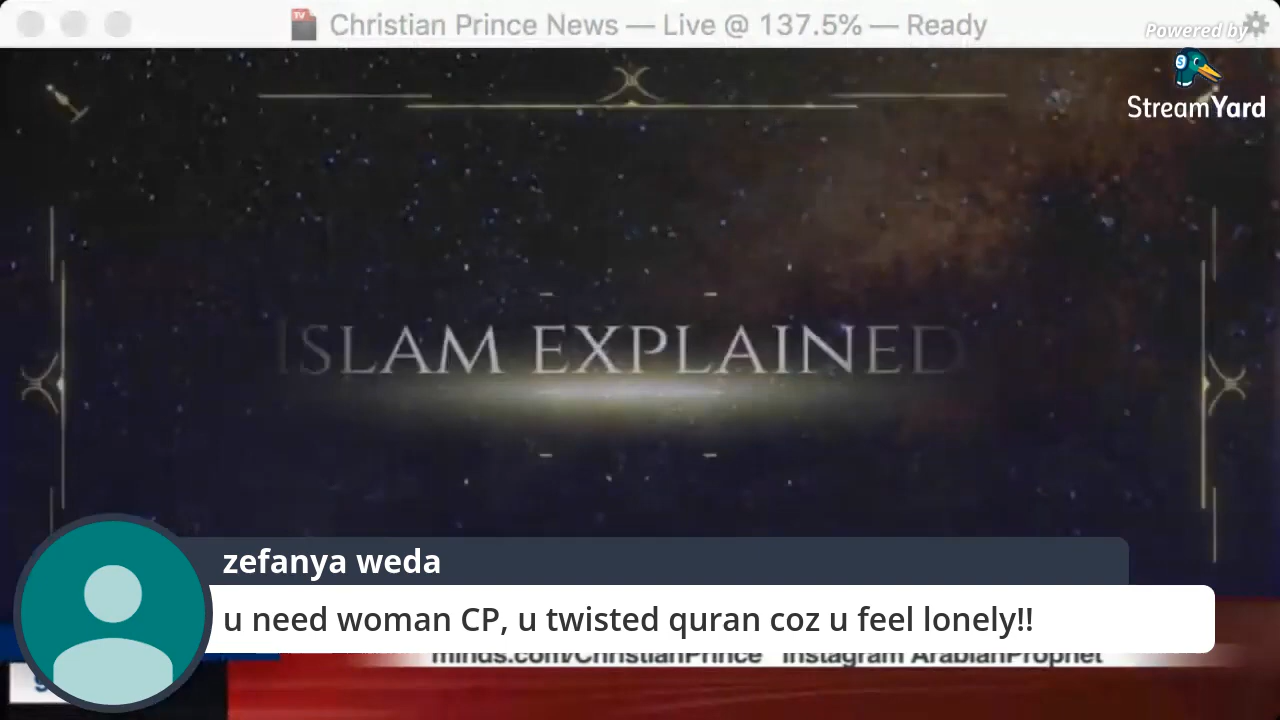 Christian Prince News — Live @ 137.5% — Ready
Powered by
StreamYard
ISLAM EXPLAINED
zefanya weda
u need woman CP, u twisted quran coz u feel lonely!!
minds.com/ChristianPrince Instagram ArabianProphet